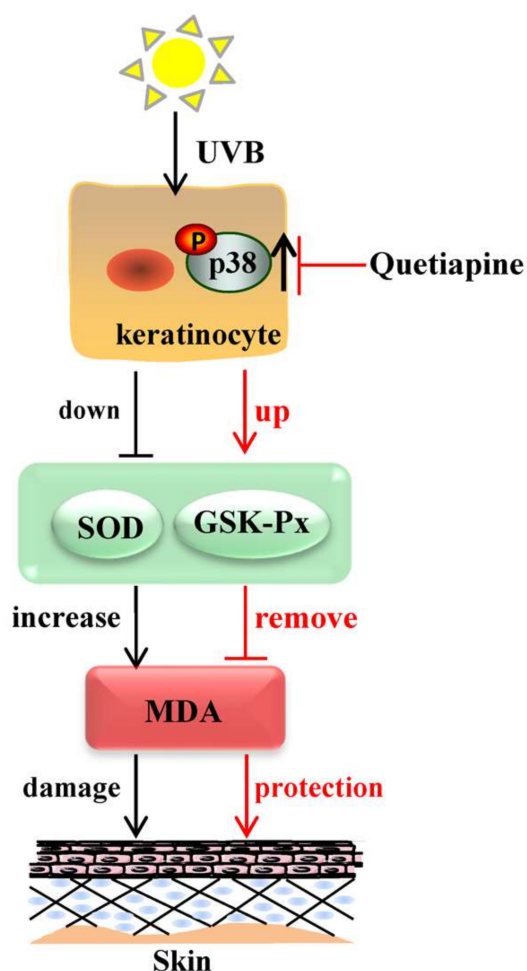 UVB
P
p38
Quetiapine
keratinocyte
down
up
SOD
GSK-Px
increase
remove
MDA
damage
protection
Skin